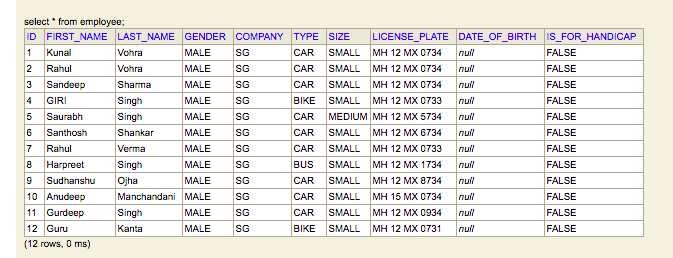 select * from employee;
ID FIRST_NAME LAST_NAME GENDER COMPANY TYPE SIZE LICENSE_PLATE DATE_OF_BIRTH IS_FOR_HANDICAP
1 Kunal Vohra MALE SG CAR SMALL MH 12 MX 0734 null FALSE
2 Rahul Vohra MALE SG CAR SMALL MH 12 MX 0734 null FALSE
3 Sandeep Sharma MALE SG CAR SMALL MH 12 MX 0734 null FALSE
4 GIRI Singh MALE SG BIKE SMALL MH 12 MX 0733 null FALSE
5 Saurabh Singh MALE SG CAR MEDIUM MH 12 MX 5734 null FALSE
6 Santhosh Shankar MALE SG CAR SMALL MH 12 MX 6734 null FALSE
7 Rahul Verma MALE SG CAR SMALL MH 12 MX 0733 null FALSE
8 Harpreet Singh MALE SG BUS SMALL MH 12 MX 1734 null FALSE
9 Sudhanshu Ojha MALE SG CAR SMALL MH 12 MX 8734 null FALSE
10 Anudeep Manchandani MALE SG CAR SMALL MH 15 MX 0734 null FALSE
11 Gurdeep Singh MALE SG CAR SMALL MH 12 MX 0934 null FALSE
12 Guru Kanta MALE SG BIKE SMALL MH 12 MX 0731 null FALSE
(12 rows, 0 ms)